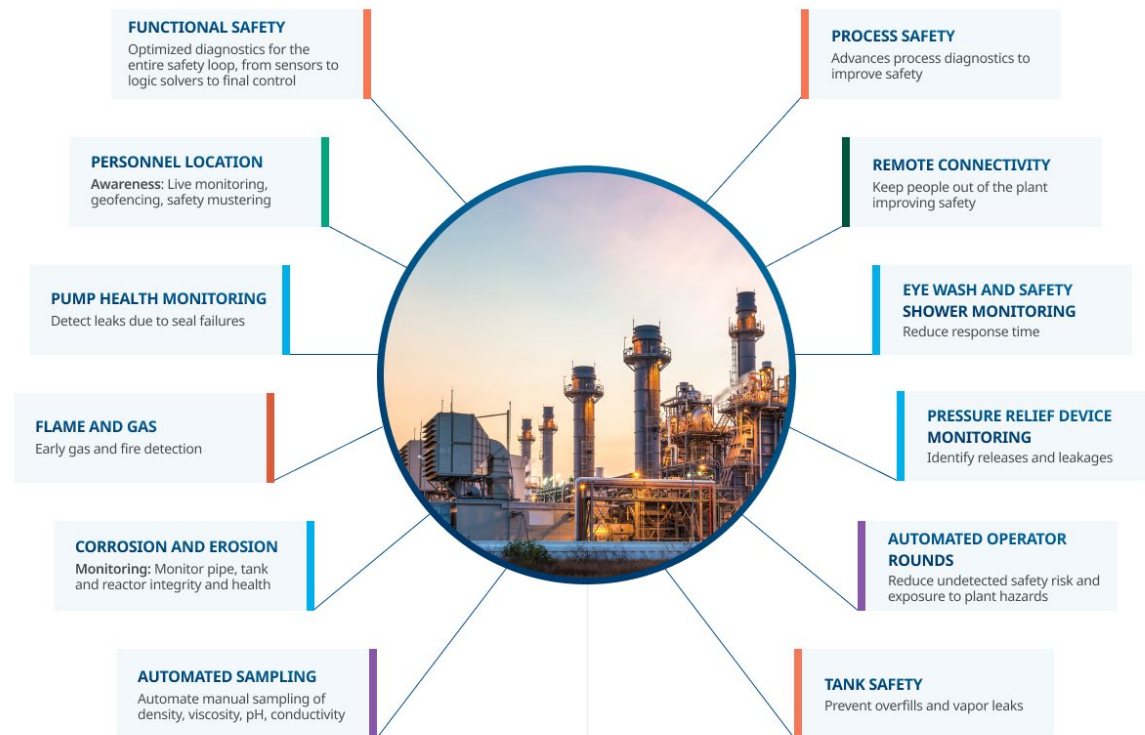 FUNCTIONAL SAFETY
Optimized diagnostics for the
entire safety loop, from sensors to
logic solvers to final control
PROCESS SAFETY
Advances process diagnostics to
improve safety
PERSONNEL LOCATION
Awareness: Live monitoring,
geofencing, safety mustering
REMOTE CONNECTIVITY
Keep people out of the plant
improving safety
PUMP HEALTH MONITORING
Detect leaks due to seal failures
EYE WASH AND SAFETY
SHOWER MONITORING
Reduce response time
FLAME AND GAS
Early gas and fire detection
PRESSURE RELIEF DEVICE
MONITORING
Identify releases and leakages
CORROSION AND EROSION
Monitoring: Monitor pipe, tank
and reactor integrity and health
AUTOMATED OPERATOR
ROUNDS
Reduce undetected safety risk and
exposure to plant hazards
AUTOMATED SAMPLING
Automate manual sampling of
density, viscosity, pH, conductivity
TANK SAFETY
Prevent overfills and vapor leaks